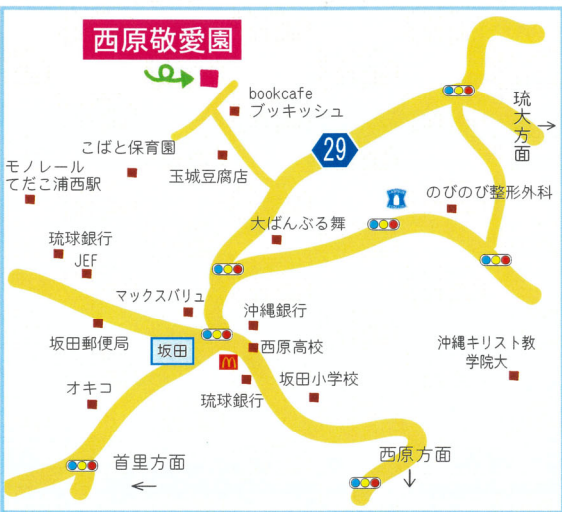 西原敬愛園
bookcafe
ブッキッシュ
琉大方面
29
こばと保育園
玉城豆腐店
モノレール
てだこ浦西駅
のびのび整形外科
大ばんぶる舞
琉球銀行
JEF
マックスバリュ
沖縄銀行
坂田郵便局
坂田
西原高校
沖縄キリスト教
学院大
オキコ
琉球銀行
坂田小学校
首里方面
西原方面